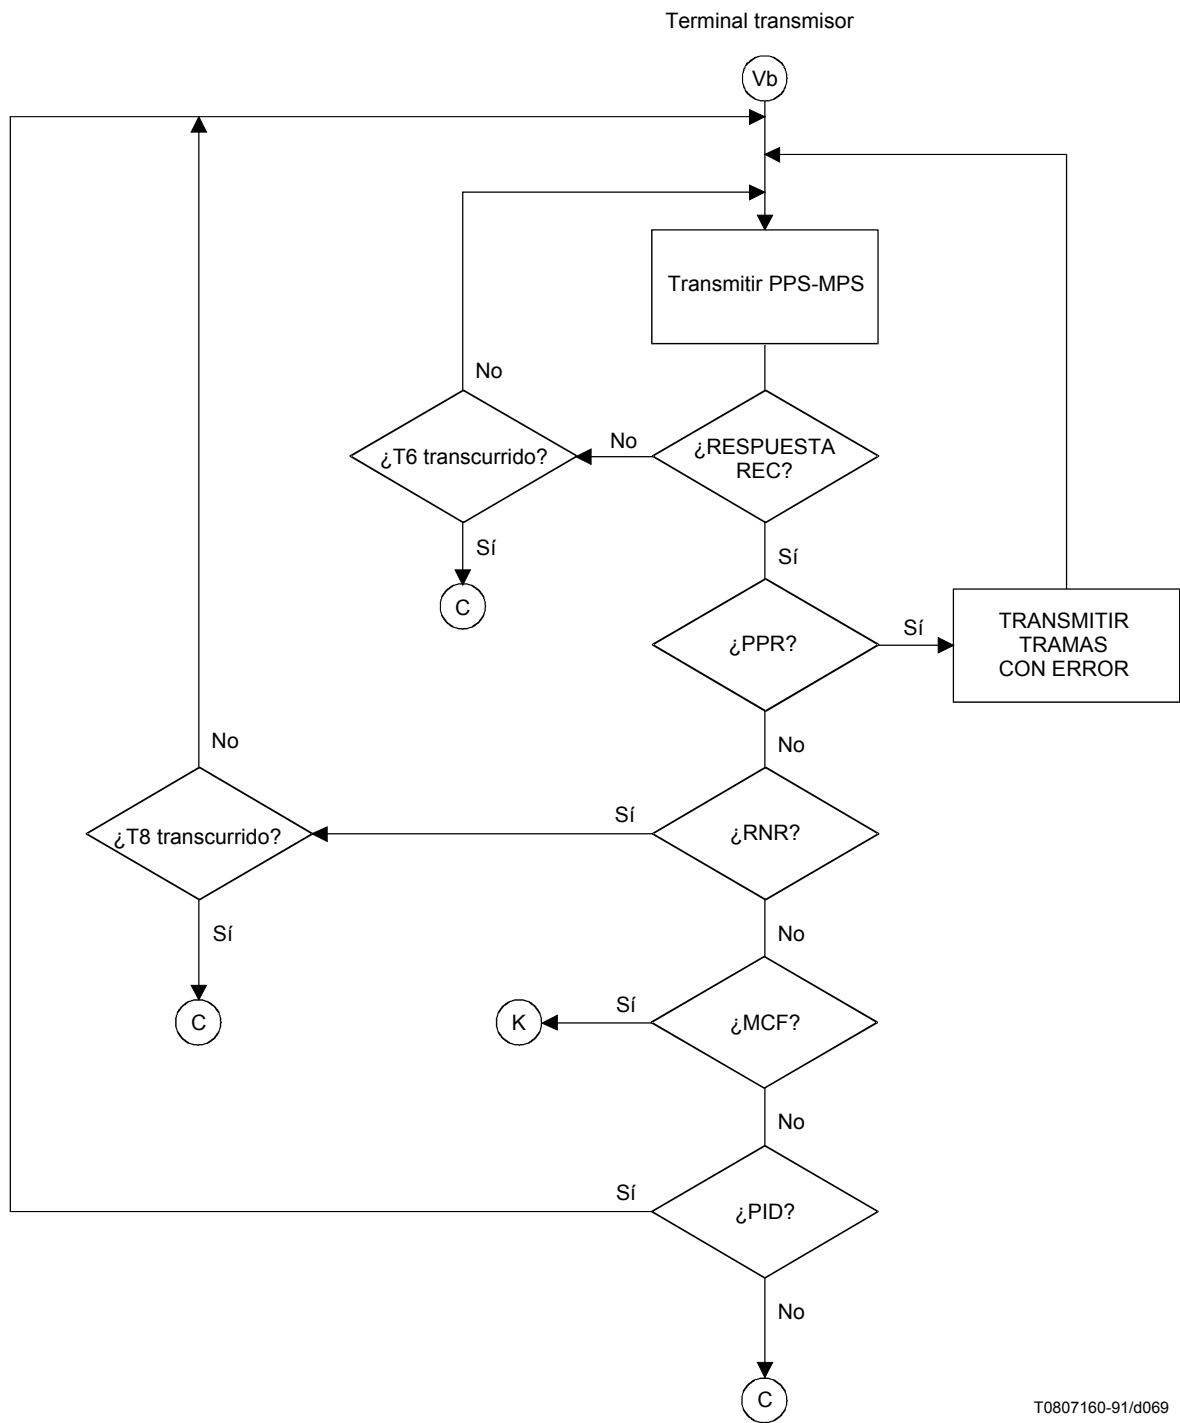 Terminal transmisor
Vb
Transmitir PPS-MPS
No
¿T6 transcurrido?
No
¿RESPUESTA
REC?
Sí
Sí
C
¿PPR?
Sí
TRANSMITIR
TRAMAS
CON ERROR
No
No
¿T8 transcurrido?
Sí
¿RNR?
Sí
No
C
K
Sí
¿MCF?
No
Sí
¿PID?
No
C
T0807160-91/d069